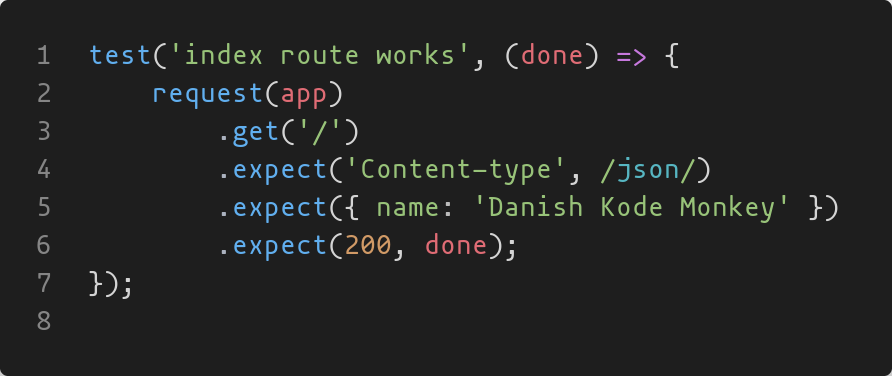 1 test('index route works', (done) => {
2     request(app)
3         .get('/')
4         .expect('Content-type', /json/)
5         .expect({ name: 'Danish Kode Monkey' })
6         .expect(200, done);
7 });
8